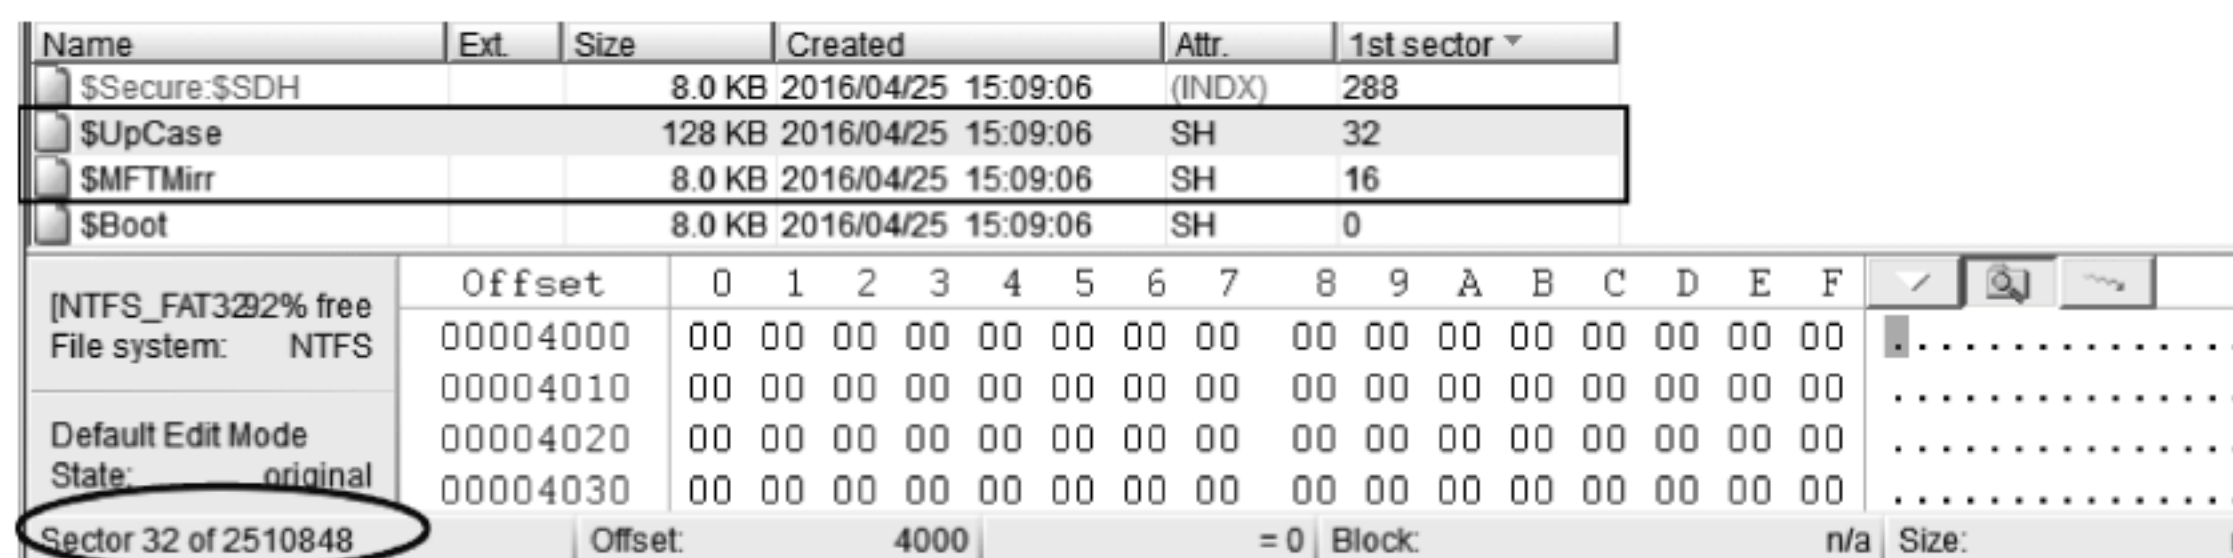 Name Ext. Size Created Attr. 1st sector
$Secure:$SDH 8.0 KB 2016/04/25 15:09:06 (INDX) 288
$UpCase 128 KB 2016/04/25 15:09:06 SH 32
$MFTMirr 8.0 KB 2016/04/25 15:09:06 SH 16
$Boot 8.0 KB 2016/04/25 15:09:06 SH 0
Offset 0 1 2 3 4 5 6 7 8 9 A B C D E F
[NTFS_FAT32 92% free
00004000 00 00 00 00 00 00 00 00 00 00 00 00 00 00 00 00 ..............
File system: NTFS
00004010 00 00 00 00 00 00 00 00 00 00 00 00 00 00 00 00 ..............
Default Edit Mode
00004020 00 00 00 00 00 00 00 00 00 00 00 00 00 00 00 00 ..............
State: original
00004030 00 00 00 00 00 00 00 00 00 00 00 00 00 00 00 00 ..............
Sector 32 of 2510848 Offset: 4000 = 0 Block: n/a Size: